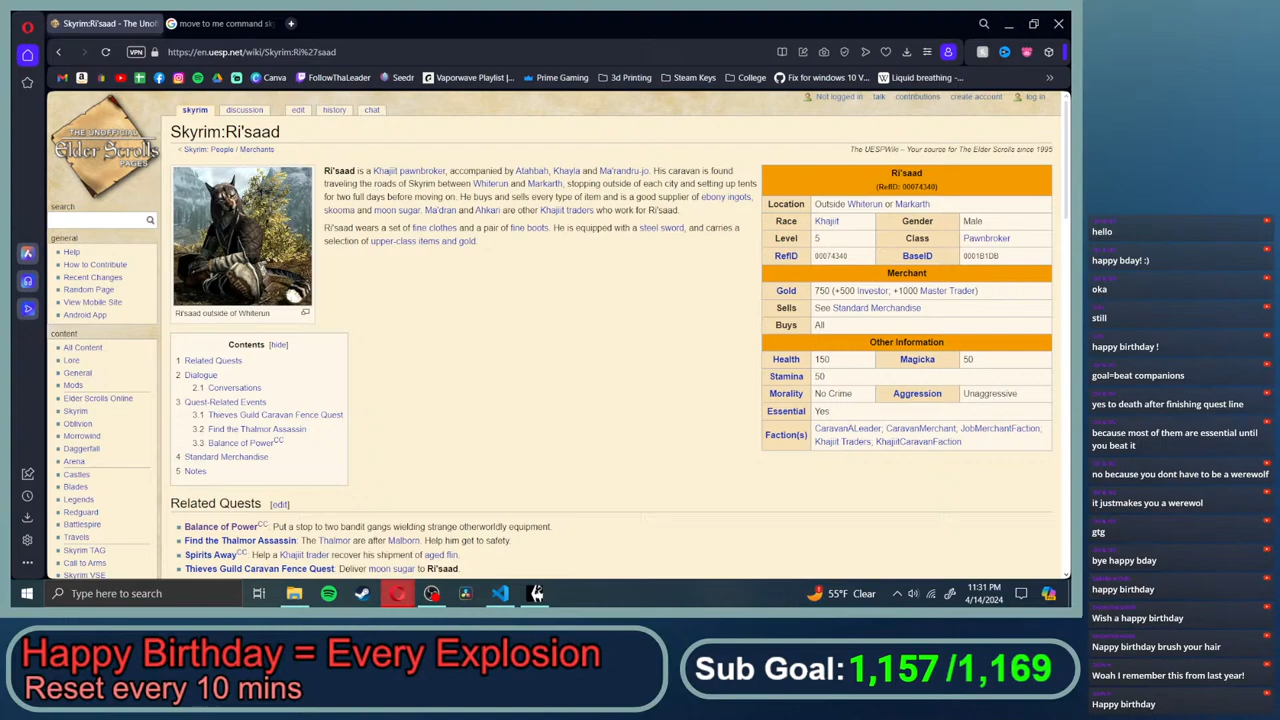 Skyrim:Ri'saad - The Unof
move to me command sk
https://en.uesp.net/wiki/Skyrim:Ri%27saad
VPN
Canva
FollowThaLeader
Seedr
Vaporwave Playlist |...
Prime Gaming
3d Printing
Steam Keys
College
Fix for windows 10 V...
Liquid breathing -...
skyrim
discussion
edit
history
chat
Not logged in
talk
contributions
create account
log in
THE UNOFFICIAL
Elder Scrolls
PAGES
Skyrim:Ri'saad
< Skyrim: People / Merchants
The UESPWiki – Your source for The Elder Scrolls since 1995
search
general
Help
How to Contribute
Recent Changes
Random Page
View Mobile Site
Android App
content
All Content
Lore
General
Mods
Elder Scrolls Online
Skyrim
Oblivion
Morrowind
Daggerfall
Arena
Castles
Blades
Legends
Redguard
Battlespire
Travels
Skyrim TAG
Call to Arms
Skyrim VSE
Ri'saad outside of Whiterun
Ri'saad is a Khajiit pawnbroker, accompanied by Atahbah, Khayla and Ma'randru-jo. His caravan is found
traveling the roads of Skyrim between Whiterun and Markarth, stopping outside of each city and setting up tents
for two full days before moving on. He buys and sells every type of item and is a good supplier of ebony ingots,
skooma and moon sugar. Ma'dran and Ahkari are other Khajiit traders who work for Ri'saad.
Ri'saad wears a set of fine clothes and a pair of fine boots. He is equipped with a steel sword, and carries a
selection of upper-class items and gold.
Ri'saad
(RefID: 00074340)
Location Outside Whiterun or Markarth
Race Khajiit Gender Male
Level 5 Class Pawnbroker
RefID 00074340 BaseID 0001B1DB
Merchant
Gold 750 (+500 Investor; +1000 Master Trader)
Sells See Standard Merchandise
Buys All
Other Information
Health 150 Magicka 50
Stamina 50
Morality No Crime Aggression Unaggressive
Essential Yes
Faction(s) CaravanALeader; CaravanMerchant; JobMerchantFaction;
Khajiit Traders; KhajiitCaravanFaction
Contents [hide]
1 Related Quests
2 Dialogue
2.1 Conversations
3 Quest-Related Events
3.1 Thieves Guild Caravan Fence Quest
3.2 Find the Thalmor Assassin
3.3 Balance of PowerCC
4 Standard Merchandise
5 Notes
Related Quests [edit]
Balance of PowerCC: Put a stop to two bandit gangs wielding strange otherworldly equipment.
Find the Thalmor Assassin: The Thalmor are after Malborn. Help him get to safety.
Spirits AwayCC: Help a Khajiit trader recover his shipment of aged flin.
Thieves Guild Caravan Fence Quest: Deliver moon sugar to Ri'saad.
Type here to search
55°F Clear
11:31 PM
4/14/2024
hello
happy bday! :)
oka
still
happy birthday !
goal=beat companions
yes to death after finishing quest line
because most of them are essential until
you beat it
no because you dont have to be a werewolf
it justmakes you a werewol
gtg
bye happy bday
happy birthday
Wish a happy birthday
Nappy birthday brush your hair
Woah I remember this from last year!
Happy birthday
Happy Birthday = Every Explosion
Reset every 10 mins
Sub Goal: 1,157 /1,169